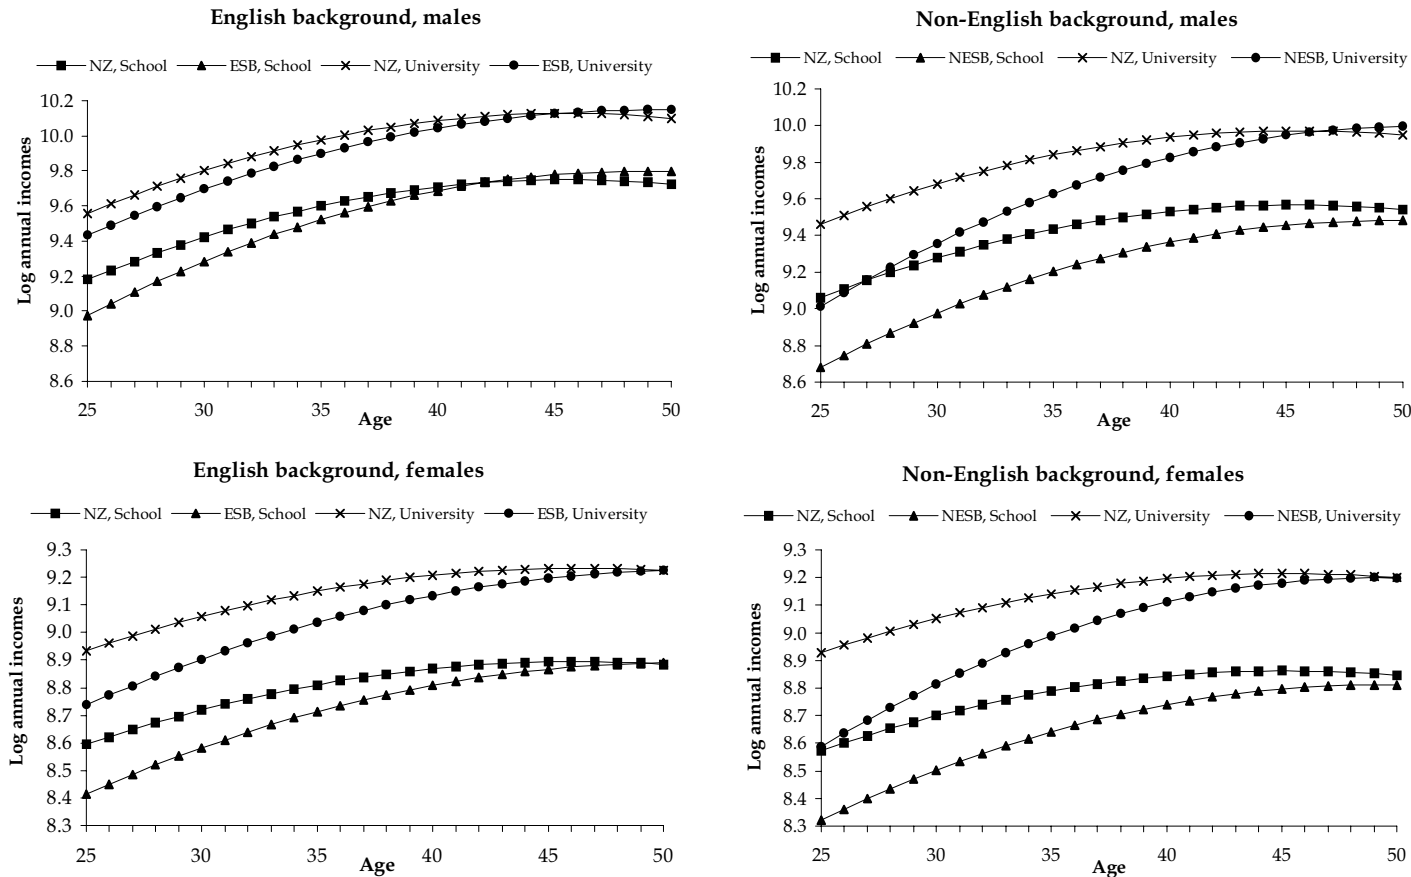 English background, males
NZ, School ESB, School NZ, University ESB, University
Log annual incomes
10.2
10.0
9.8
9.6
9.4
9.2
9.0
8.8
8.6
25 30 35 40 45 50
Age
Non-English background, males
NZ, School NESB, School NZ, University NESB, University
Log annual incomes
10.2
10.0
9.8
9.6
9.4
9.2
9.0
8.8
8.6
25 30 35 40 45 50
Age
English background, females
NZ, School ESB, School NZ, University ESB, University
Log annual incomes
9.3
9.2
9.1
9.0
8.9
8.8
8.7
8.6
8.5
8.4
8.3
25 30 35 40 45 50
Age
Non-English background, females
NZ, School NESB, School NZ, University NESB, University
Log annual incomes
9.3
9.2
9.1
9.0
8.9
8.8
8.7
8.6
8.5
8.4
8.3
25 30 35 40 45 50
Age